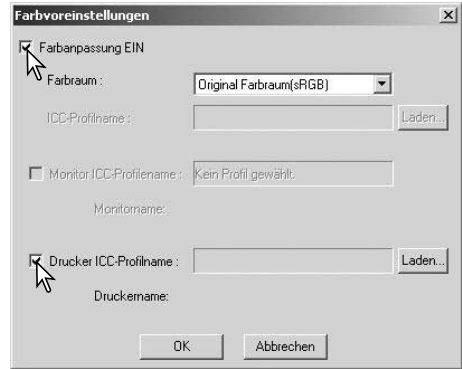 Farbvoreinstellungen
Farbanpassung EIN
Farbraum : Original Farbraum(sRGB)
ICC-Profilname : Laden...
Monitor ICC-Profilename : Kein Profil gewählt.
Monitorname:
Drucker ICC-Profilname : Laden...
Druckername:
OK Abbrechen